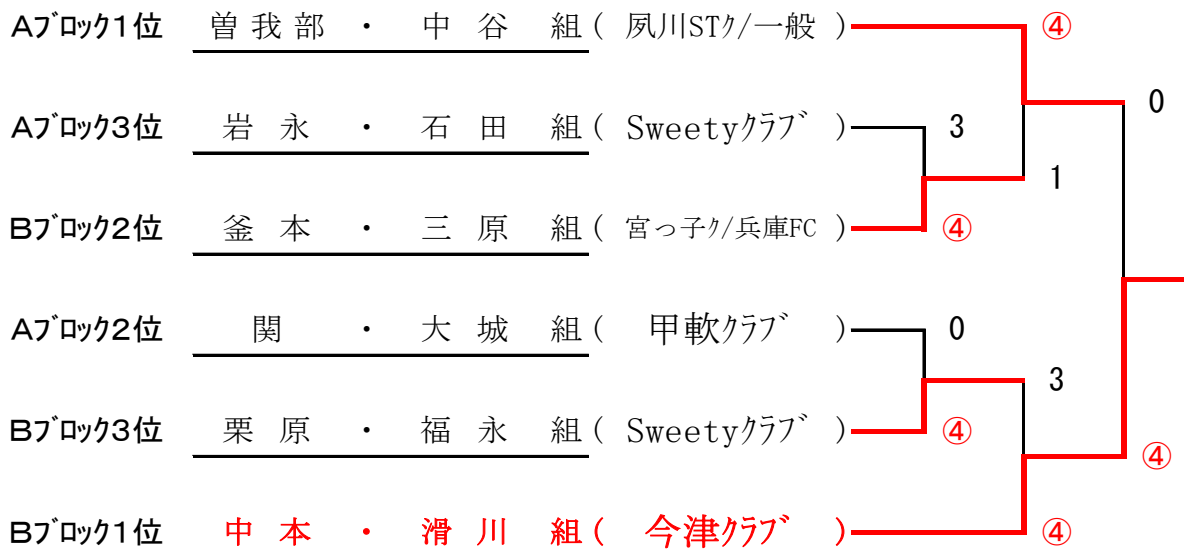 Aﾌﾞﾛｯｸ1位 曽我部 ・ 中谷 組 ( 夙川STｸ/一般 ) ④
0
Aﾌﾞﾛｯｸ3位 岩永 ・ 石田 組 ( Sweetyｸﾗﾌﾞ ) 3
1
Bﾌﾞﾛｯｸ2位 釜本 ・ 三原 組 ( 宮っ子ｸ/兵庫FC ) ④
Aﾌﾞﾛｯｸ2位 関 ・ 大城 組 ( 甲軟ｸﾗﾌﾞ ) 0
3
Bﾌﾞﾛｯｸ3位 栗原 ・ 福永 組 ( Sweetyｸﾗﾌﾞ ) ④
④
Bﾌﾞﾛｯｸ1位 中本 ・ 滑川 組 ( 今津ｸﾗﾌﾞ ) ④